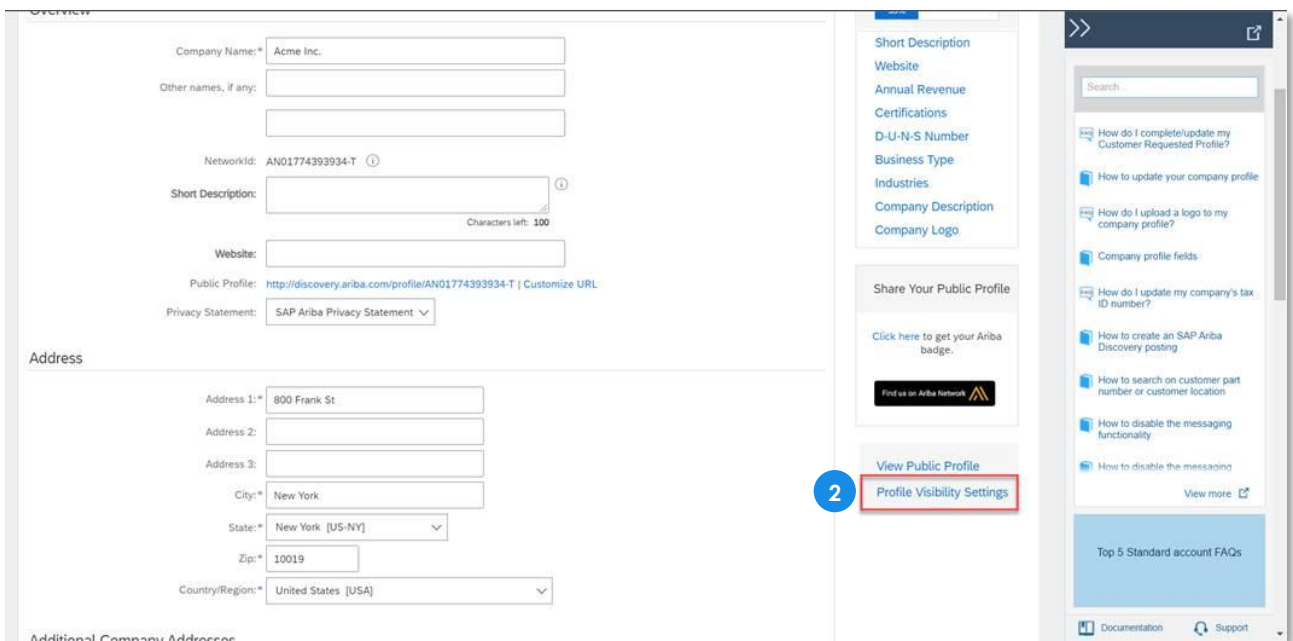 Overview
Company Name:* Acme Inc.
Other names, if any:
NetworkId: AN01774393934-T
Short Description:
Characters left: 100
Website:
Public Profile: http://discovery.ariba.com/profile/AN01774393934-T | Customize URL
Privacy Statement: SAP Ariba Privacy Statement
Address
Address 1:* 800 Frank St
Address 2:
Address 3:
City:* New York
State:* New York [US-NY]
Zip:* 10019
Country/Region:* United States [USA]
Additional Company Addresses
Short Description
Website
Annual Revenue
Certifications
D-U-N-S Number
Business Type
Industries
Company Description
Company Logo
Share Your Public Profile
Click here to get your Ariba
badge.
Find us on Ariba Network
View Public Profile
2 Profile Visibility Settings
Search...
FAQ How do I complete/update my
Customer Requested Profile?
How to update your company profile
FAQ How do I upload a logo to my
company profile?
Company profile fields
FAQ How do I update my company's tax
ID number?
How to create an SAP Ariba
Discovery posting
How to search on customer part
number or customer location
How to disable the messaging
functionality
How to disable the messaging
View more
Top 5 Standard account FAQs
Documentation
Support